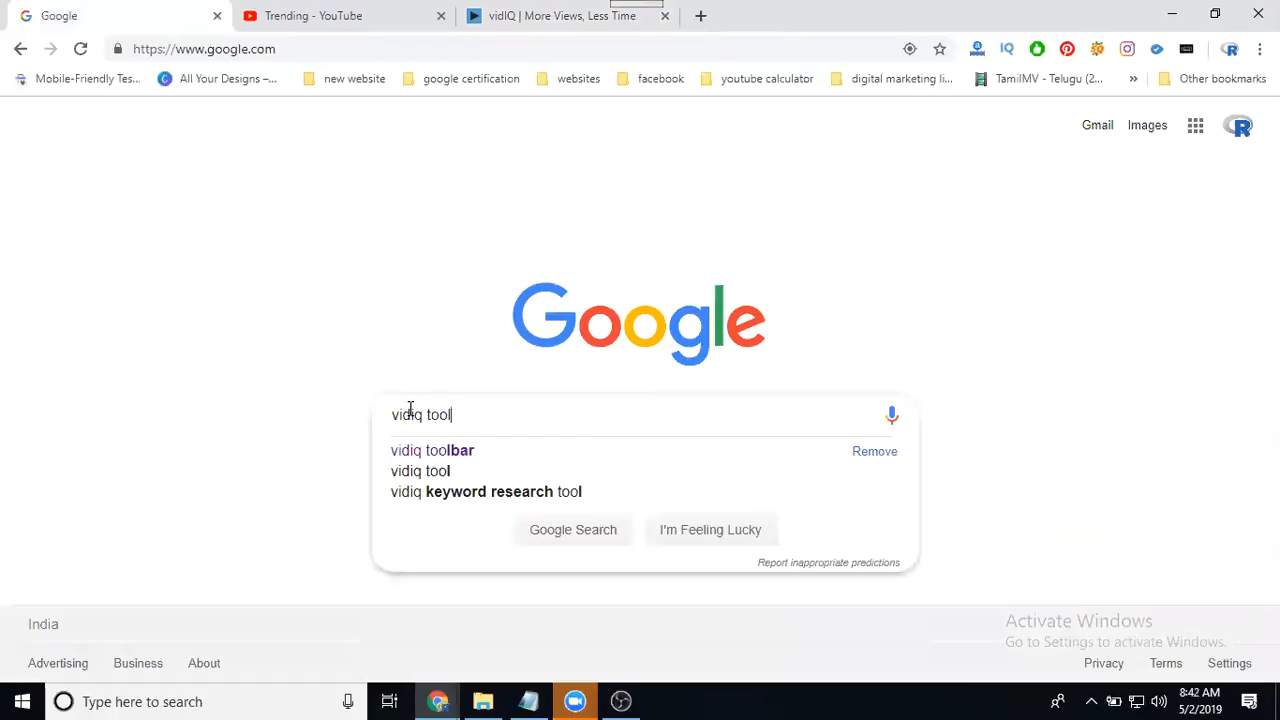 Google
Trending - YouTube
vidIQ | More Views, Less Time
https://www.google.com
IQ
R
Mobile-Friendly Tes...
All Your Designs –...
new website
google certification
websites
facebook
youtube calculator
digital marketing li...
TamilMV - Telugu (2...
»
Other bookmarks
Gmail
Images
R
Google
vidiq tool
vidiq toolbar
Remove
vidiq tool
vidiq keyword research tool
Google Search
I'm Feeling Lucky
Report inappropriate predictions
India
Activate Windows
Go to Settings to activate Windows.
Advertising
Business
About
Privacy
Terms
Settings
Type here to search
8:42 AM
5/2/2019